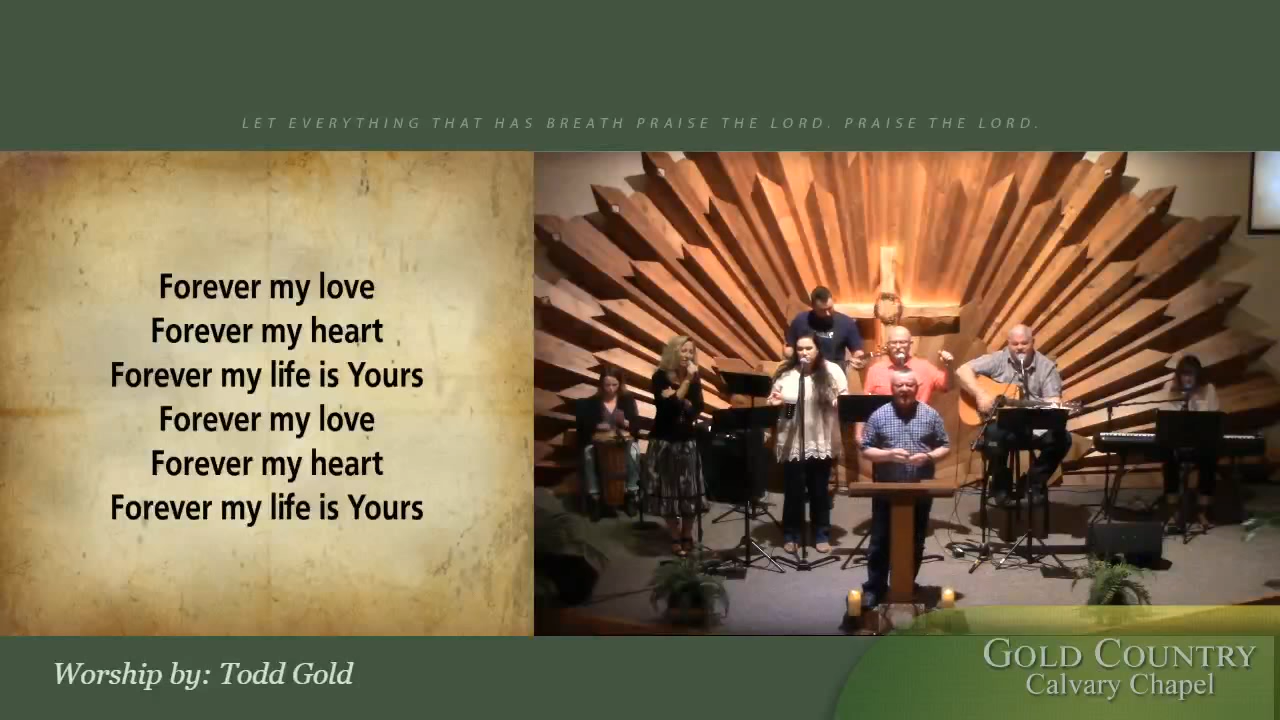 LET EVERYTHING THAT HAS BREATH PRAISE THE LORD. PRAISE THE LORD.
Forever my love
Forever my heart
Forever my life is Yours
Forever my love
Forever my heart
Forever my life is Yours
Worship by: Todd Gold
GOLD COUNTRY
Calvary Chapel